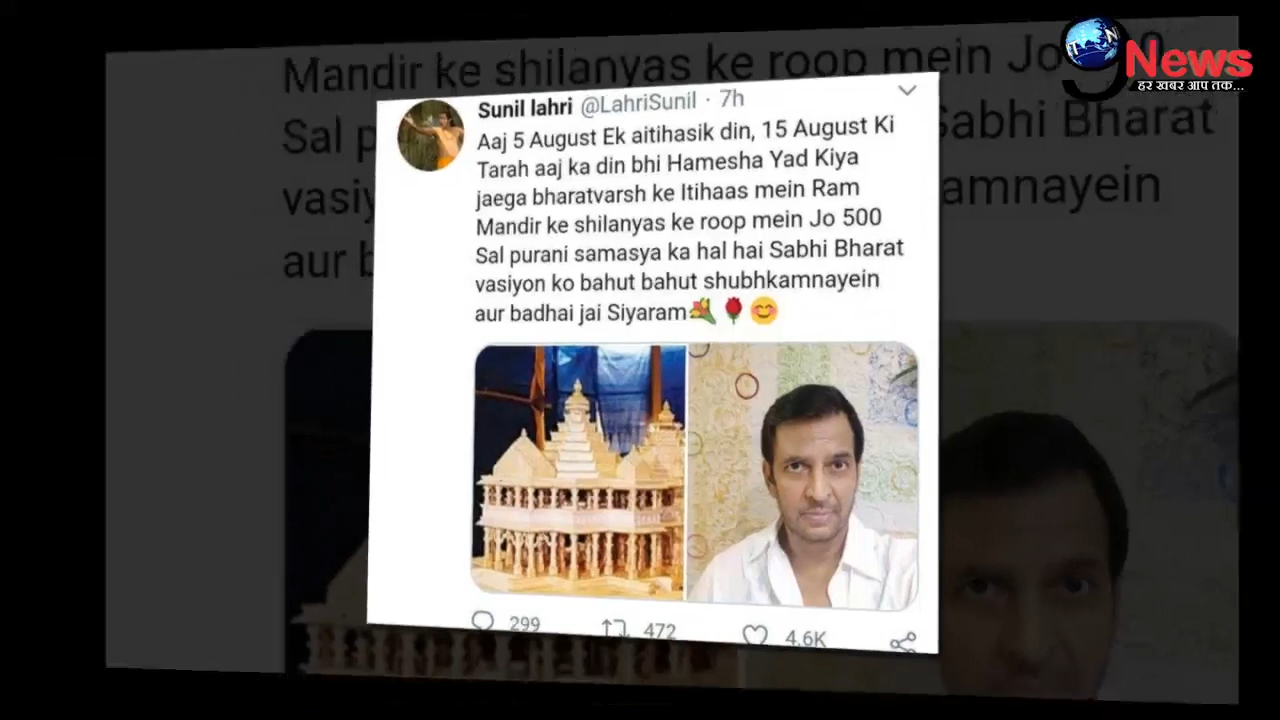 ITN
News
हर खबर आप तक...
Mandir ke shilanyas ke roop mein Jo
Sal
Sabhi Bharat
amnayein
aur b
Sunil lahri @LahriSunil · 7h
Aaj 5 August Ek aitihasik din, 15 August Ki
Tarah aaj ka din bhi Hamesha Yad Kiya
jaega bharatvarsh ke Itihaas mein Ram
Mandir ke shilanyas ke roop mein Jo 500
Sal purani samasya ka hal hai Sabhi Bharat
vasiyon ko bahut bahut shubhkamnayein
aur badhai jai Siyaram💐🌹😊
299
472
4.6K